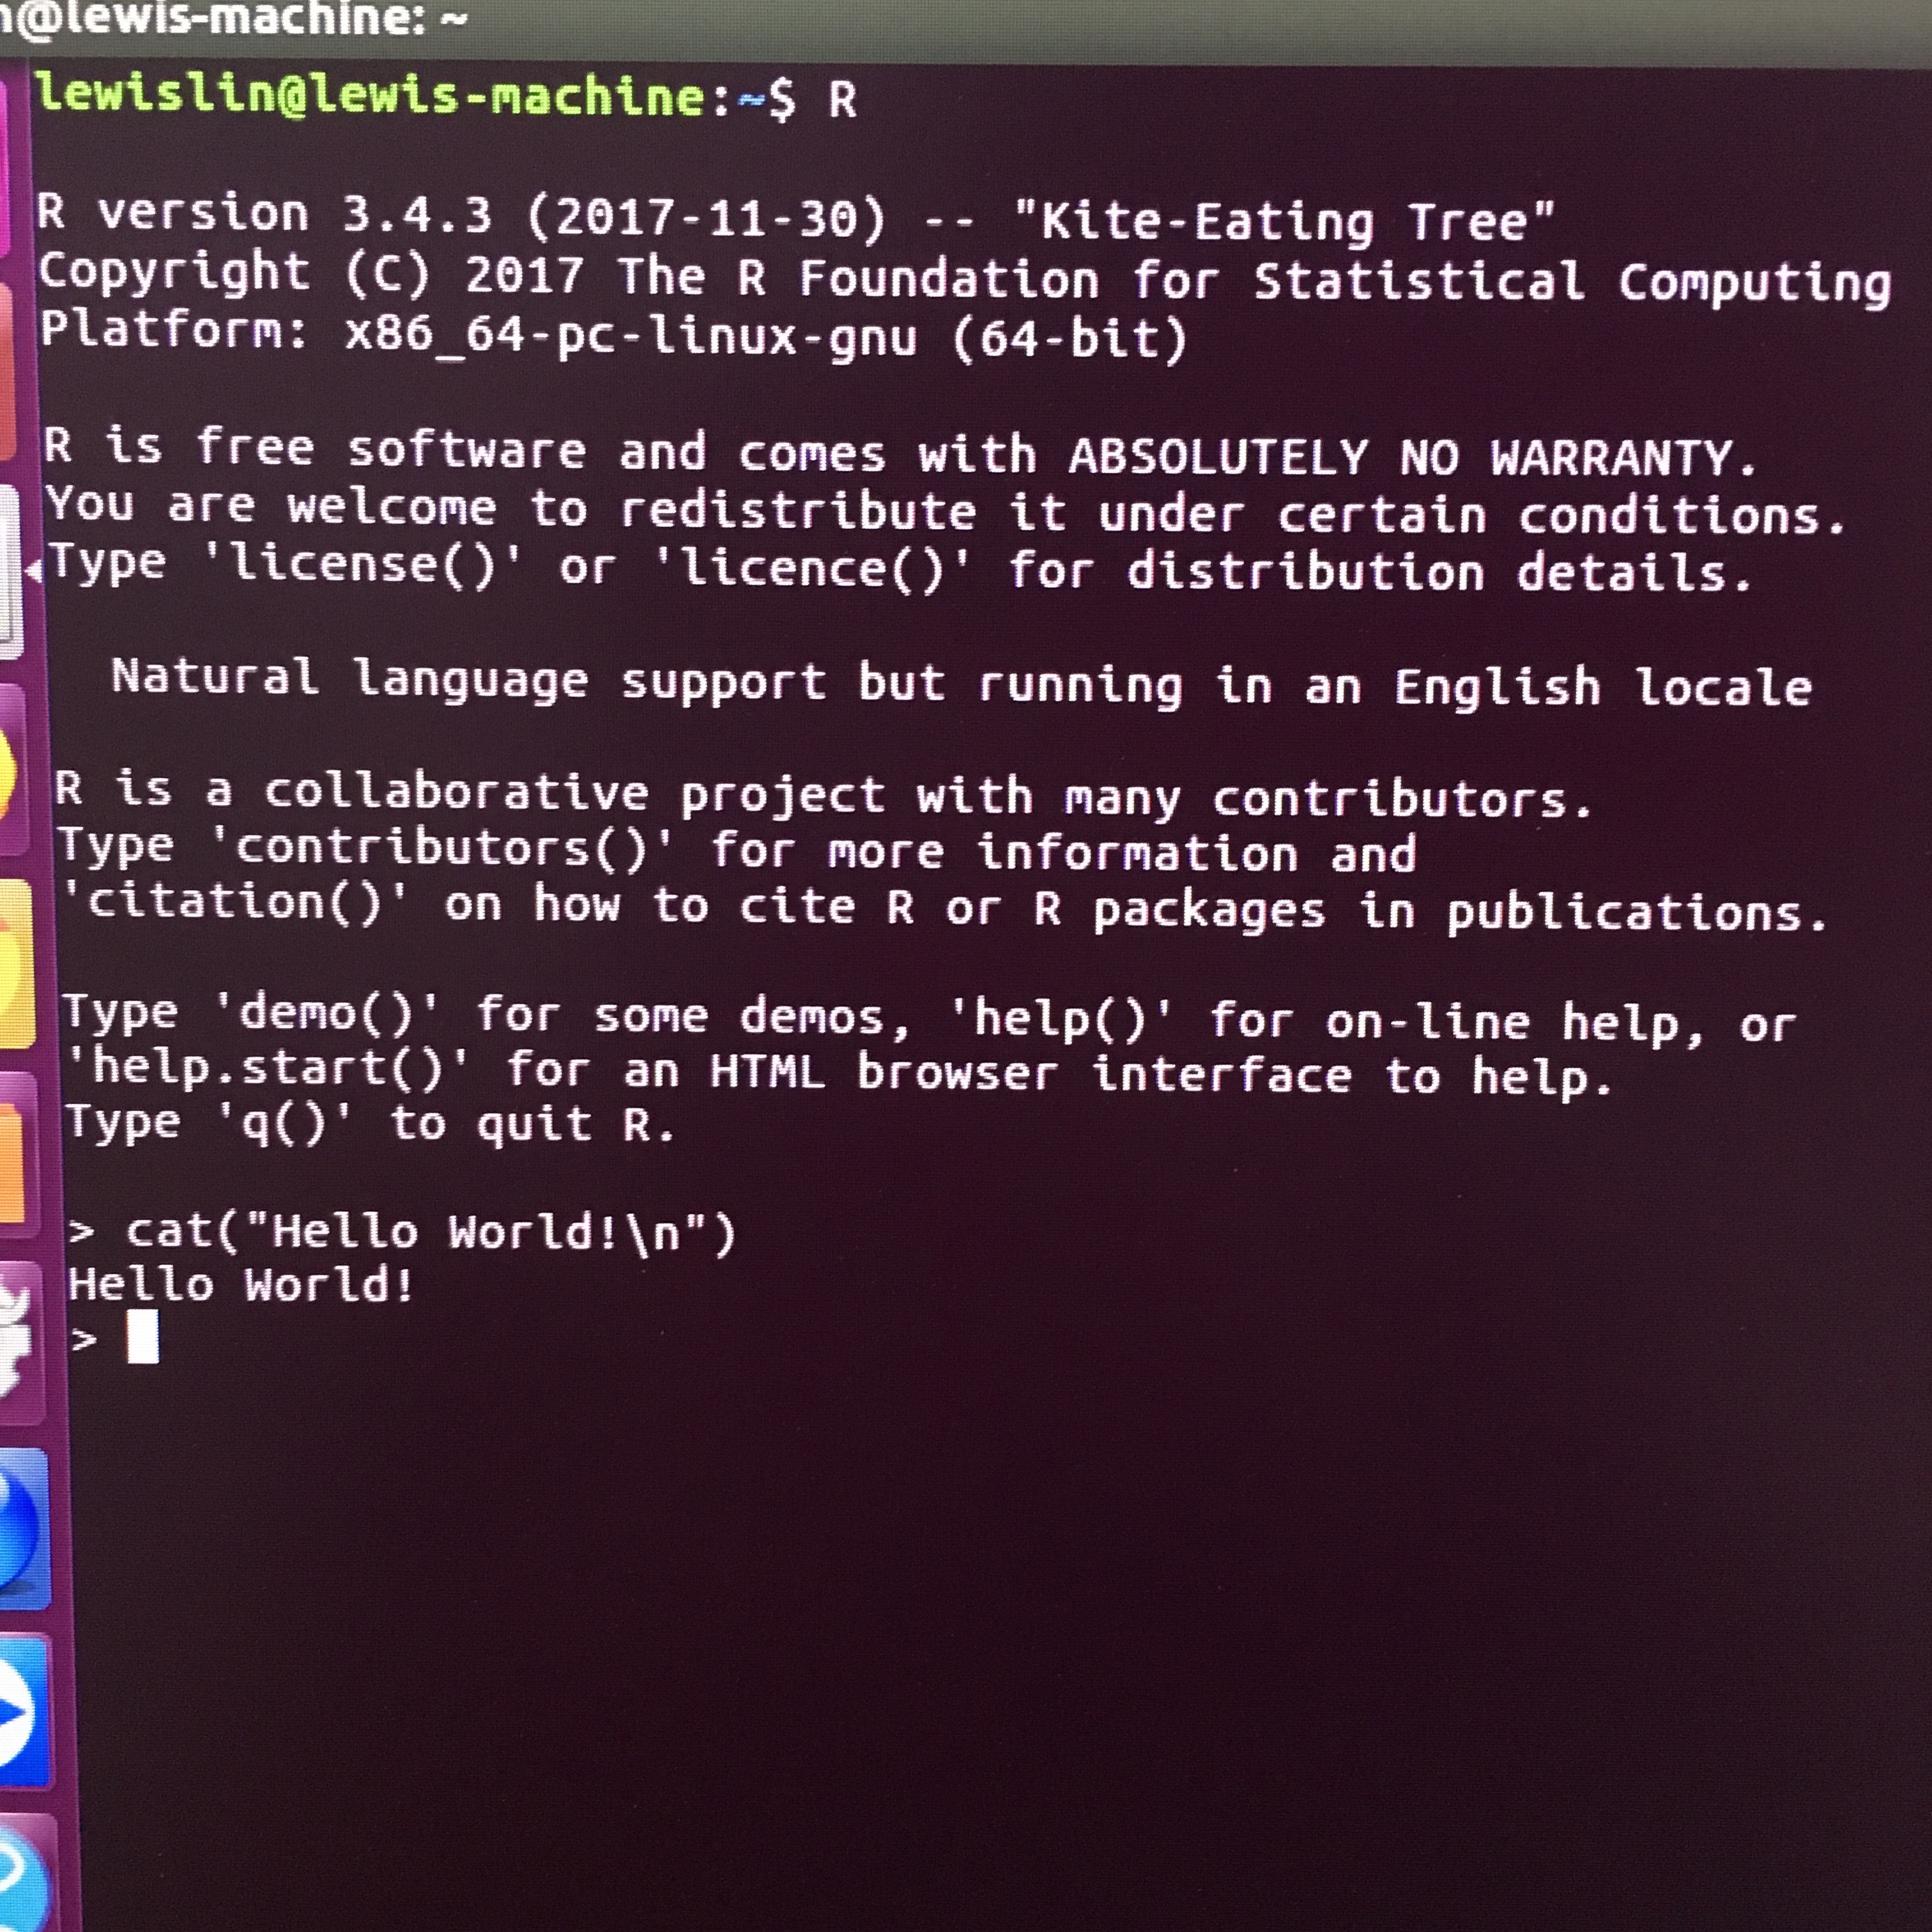 @lewis-machine: ~
lewislin@lewis-machine:~$ R
R version 3.4.3 (2017-11-30) -- "Kite-Eating Tree"
Copyright (C) 2017 The R Foundation for Statistical Computing
Platform: x86_64-pc-linux-gnu (64-bit)
R is free software and comes with ABSOLUTELY NO WARRANTY.
You are welcome to redistribute it under certain conditions.
Type 'license()' or 'licence()' for distribution details.
Natural language support but running in an English locale
R is a collaborative project with many contributors.
Type 'contributors()' for more information and
'citation()' on how to cite R or R packages in publications.
Type 'demo()' for some demos, 'help()' for on-line help, or
'help.start()' for an HTML browser interface to help.
Type 'q()' to quit R.
> cat("Hello World!\n")
Hello World!
>